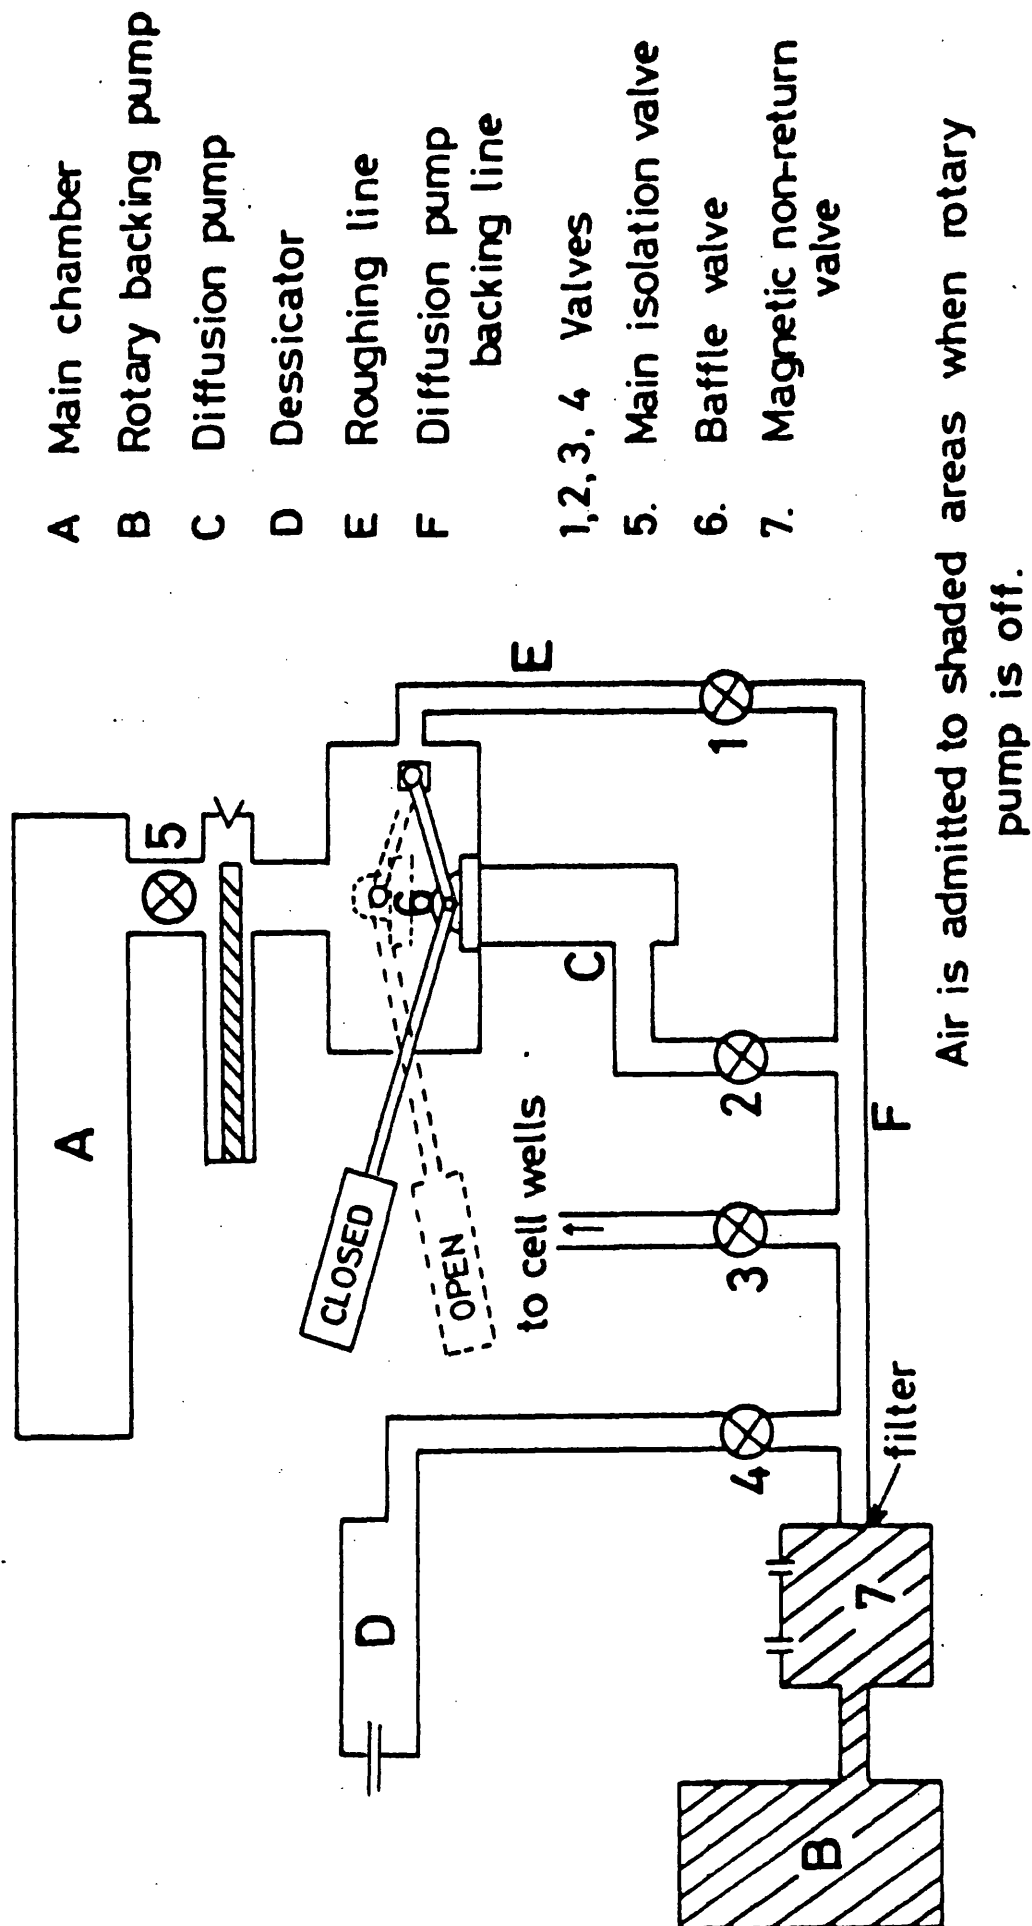 A Main chamber
B Rotary backing pump
C Diffusion pump
D Dessicator
E Roughing line
F Diffusion pump
backing line
1,2,3,4 Valves
5. Main isolation valve
6. Baffle valve
7. Magnetic non-return
valve
A
5
6
E
C
1
2
3
4
CLOSED
OPEN
to cell wells
D
F
filter
7
B
Air is admitted to shaded areas when rotary
pump is off.